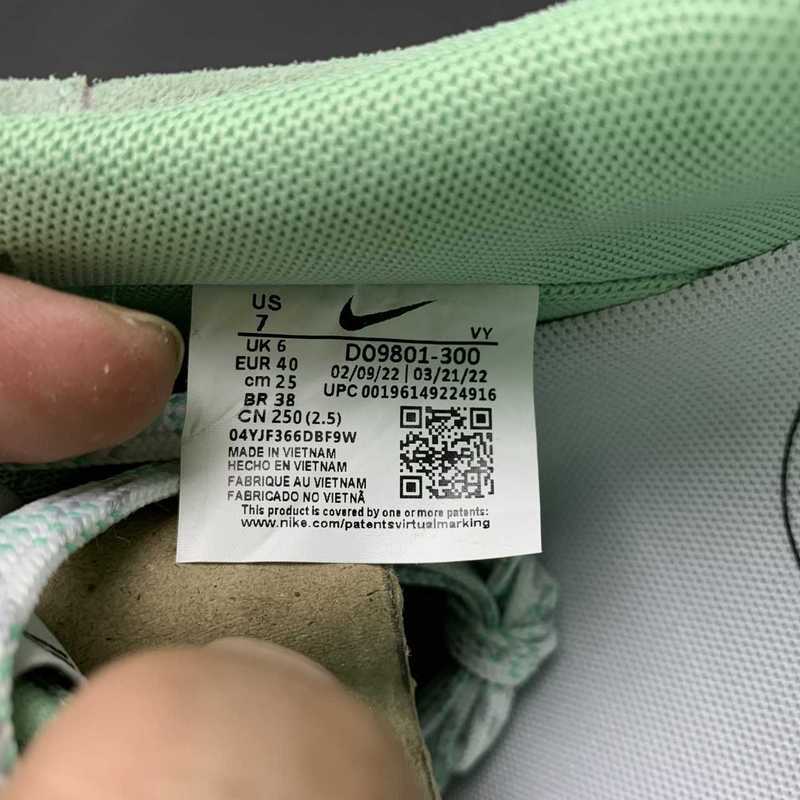 US
7
VY
UK 6
EUR 40
cm 25
BR 38
CN 250 (2.5)
DO9801-300
02/09/22 | 03/21/22
UPC 00196149224916
04YJF366DBF9W
MADE IN VIETNAM
HECHO EN VIETNAM
FABRIQUE AU VIETNAM
FABRICADO NO VIETNÃ
This product is covered by one or more patents:
www.nike.com/patentsvirtualmarking